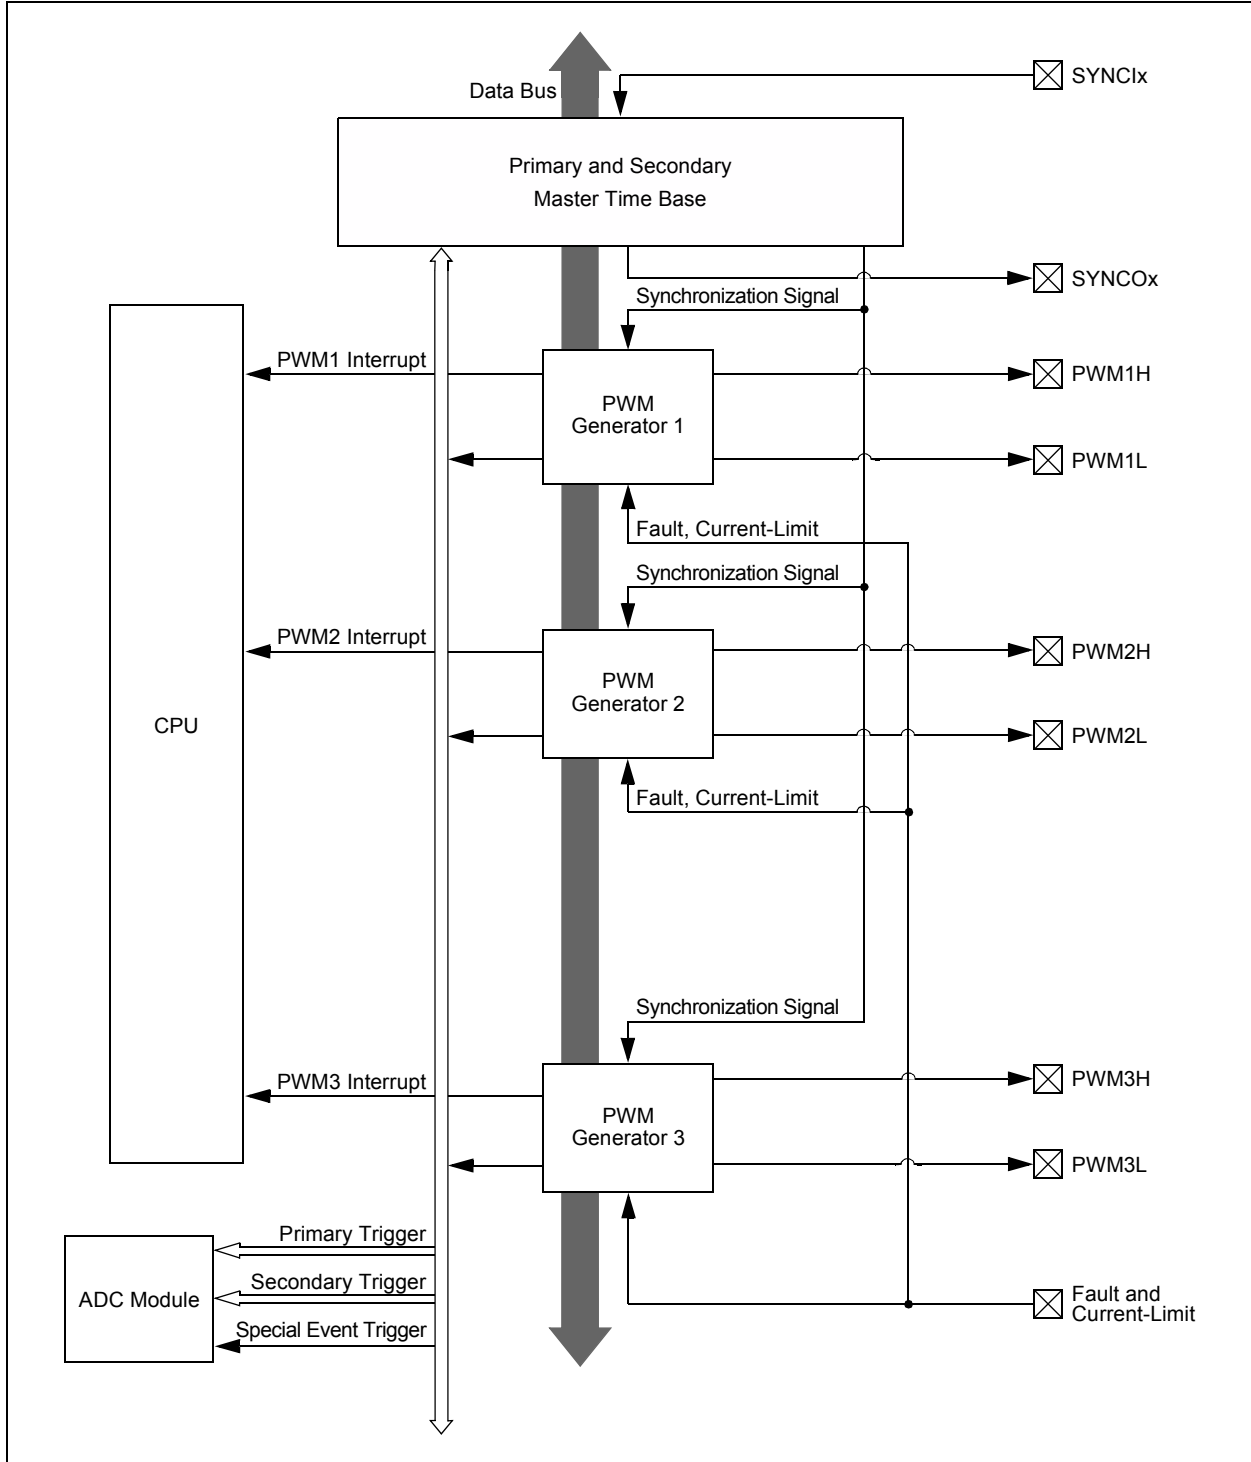 SYNCIx
Data Bus
Primary and Secondary
Master Time Base
SYNCOx
Synchronization Signal
PWM1 Interrupt
PWM
Generator 1
PWM1H
PWM1L
Fault, Current-Limit
Synchronization Signal
PWM2 Interrupt
PWM
Generator 2
PWM2H
PWM2L
CPU
Fault, Current-Limit
Synchronization Signal
PWM3 Interrupt
PWM
Generator 3
PWM3H
PWM3L
Primary Trigger
Secondary Trigger
Special Event Trigger
ADC Module
Fault and
Current-Limit